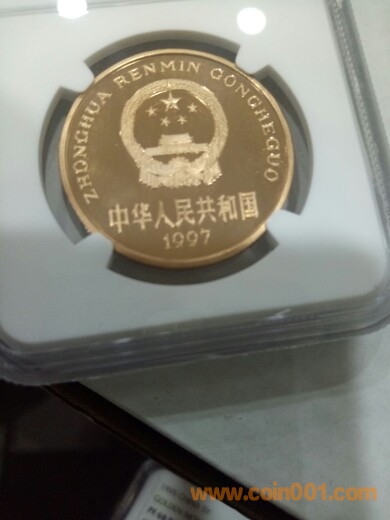 ZHONGHUA RENMIN GONGHEGUO
中华人民共和国
1997
www.coin001.com